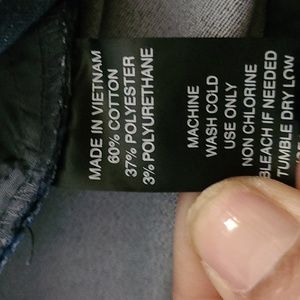 MADE IN VIETNAM
60% COTTON
37% POLYESTER
3% POLYURETHANE
MACHINE
WASH COLD
USE ONLY
NON CHLORINE
BLEACH IF NEEDED
TUMBLE DRY LOW